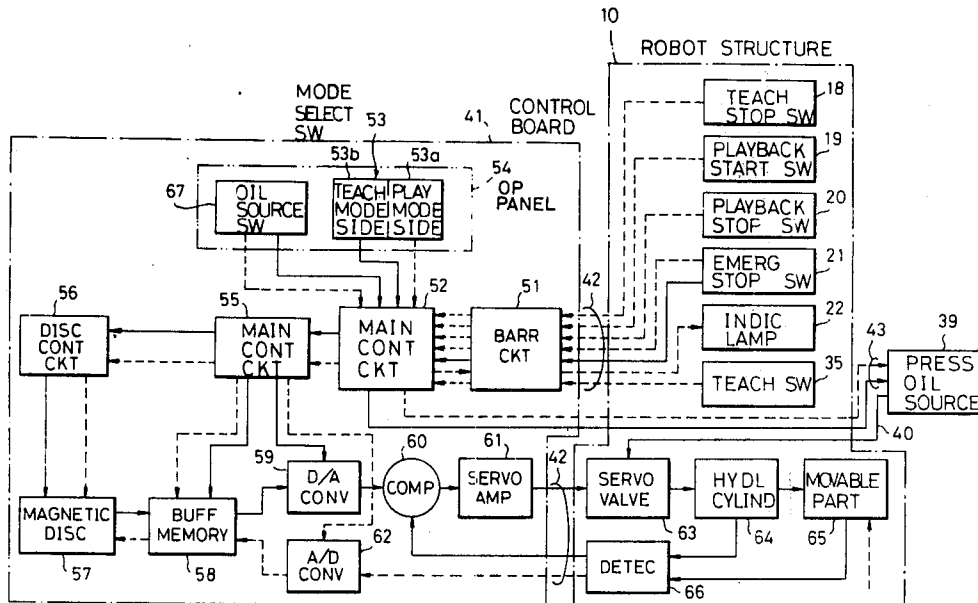 10
ROBOT STRUCTURE
MODE
SELECT
SW
53
CONTROL
BOARD
41
53b
53a
54
OP
PANEL
67
OIL
SOURCE
SW
TEACH
MODE
SIDE
PLAY
MODE
SIDE
TEACH
STOP SW
18
PLAYBACK
START SW
19
PLAYBACK
STOP SW
20
EMERG
STOP SW
21
INDIC
LAMP
22
TEACH SW
35
39
43
PRESS
OIL
SOURCE
40
56
DISC
CONT
CKT
55
MAIN
CONT
CKT
52
MAIN
CONT
CKT
51
BARR
CKT
42
59
D/A
CONV
60
COMP
61
SERVO
AMP
42
SERVO
VALVE
63
HYDL
CYLIND
64
MOVABLE
PART
65
MAGNETIC
DISC
57
BUFF
MEMORY
58
62
A/D
CONV
DETEC
66